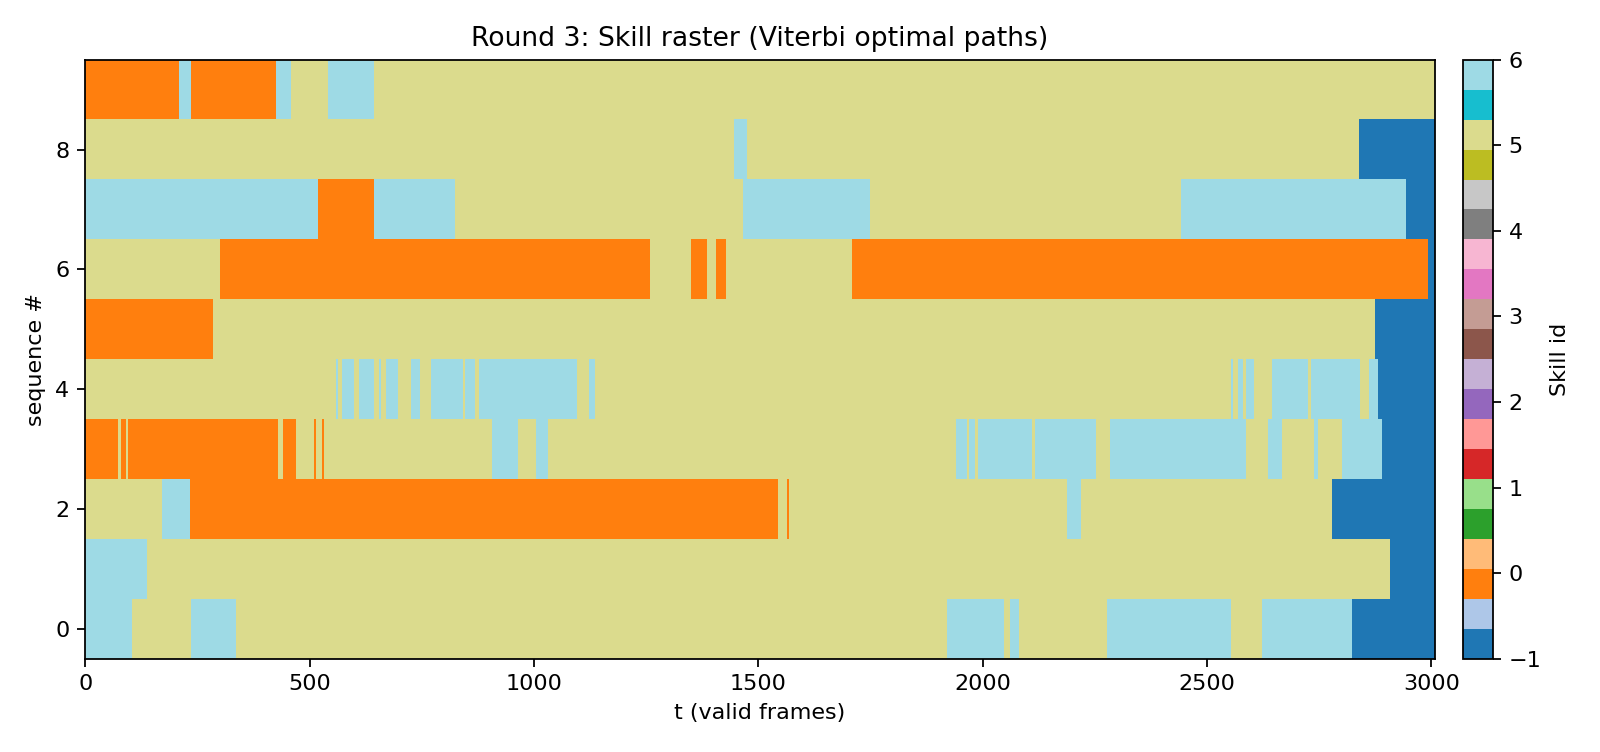 Round 3: Skill raster (Viterbi optimal paths)
sequence #
8
6
4
2
0
0 500 1000 1500 2000 2500 3000
t (valid frames)
6
5
4
3
2
1
0
−1
Skill id